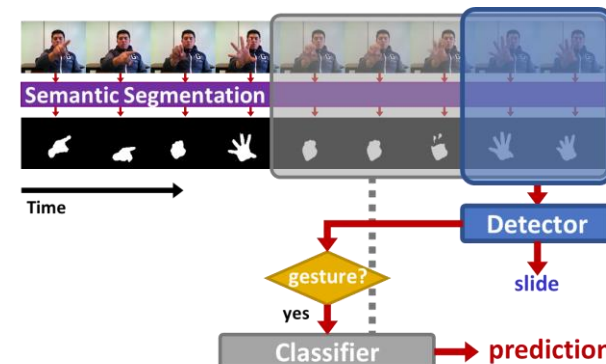 Semantic Segmentation
Time
Detector
gesture?
slide
yes
Classifier
prediction